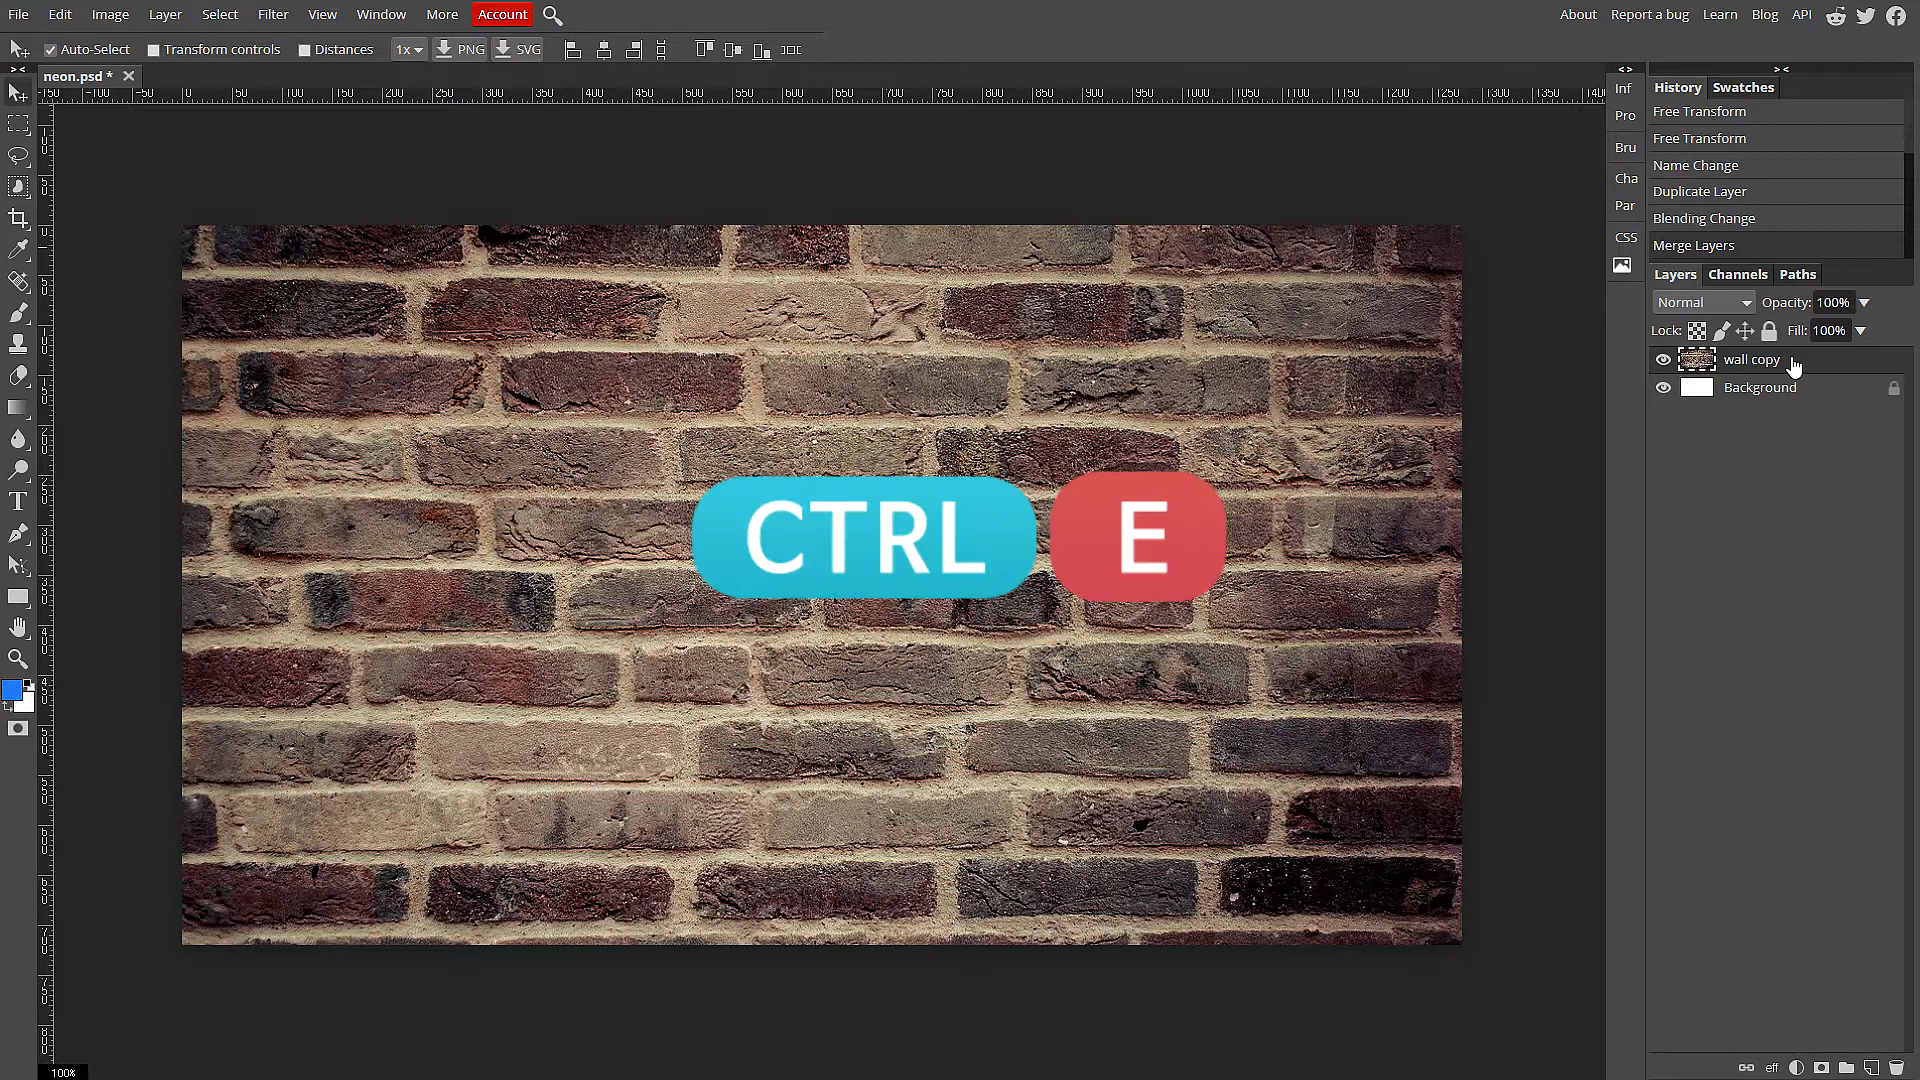 File Edit Image Layer Select Filter View Window More Account
About Report a bug Learn Blog API
Auto-Select Transform controls Distances 1x PNG SVG
neon.psd *
Inf
Pro
Bru
Cha
Par
CSS
History Swatches
Free Transform
Free Transform
Name Change
Duplicate Layer
Blending Change
Merge Layers
Layers Channels Paths
Normal Opacity: 100%
Lock: Fill: 100%
wall copy
Background
CTRL E
eff
100%